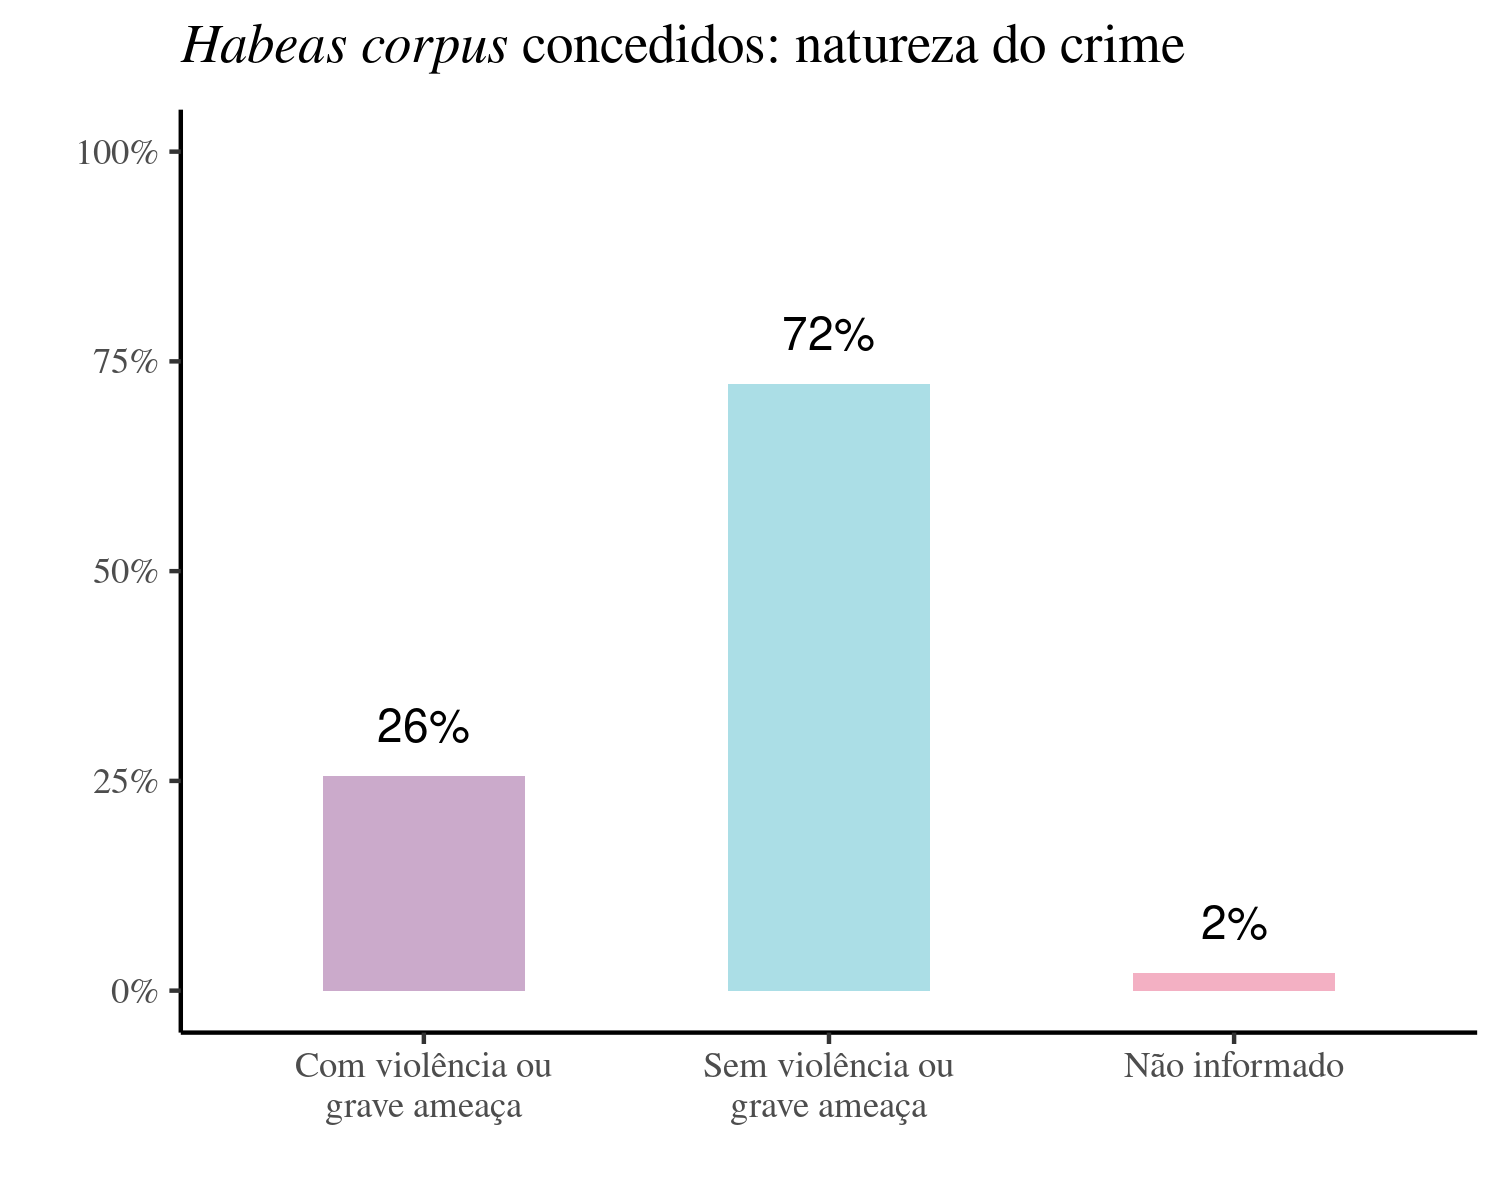 Habeas corpus concedidos: natureza do crime
100%
75%
50%
25%
0%
26%
72%
2%
Com violência ou
grave ameaça
Sem violência ou
grave ameaça
Não informado